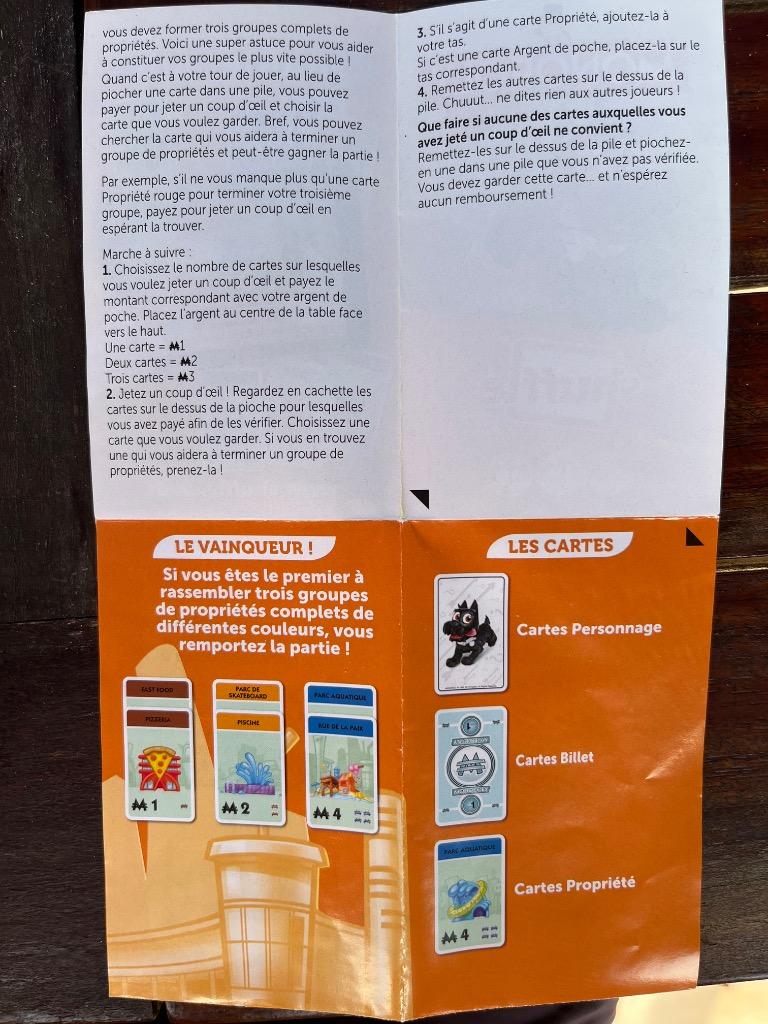 vous devez former trois groupes complets de
propriétés. Voici une super astuce pour vous aider
à constituer vos groupes le plus vite possible !
Quand c'est à votre tour de jouer, au lieu de
piocher une carte dans une pile, vous pouvez
payer pour jeter un coup d'œil et choisir la
carte que vous voulez garder. Bref, vous pouvez
chercher la carte qui vous aidera à terminer un
groupe de propriétés et peut-être gagner la partie !
Par exemple, s'il ne vous manque plus qu'une carte
Propriété rouge pour terminer votre troisième
groupe, payez pour jeter un coup d'œil en
espérant la trouver.
Marche à suivre :
1. Choisissez le nombre de cartes sur lesquelles
vous voulez jeter un coup d'œil et payez le
montant correspondant avec votre argent de
poche. Placez l'argent au centre de la table face
vers le haut.
Une carte = M1
Deux cartes = M2
Trois cartes = M3
2. Jetez un coup d'œil ! Regardez en cachette les
cartes sur le dessus de la pioche pour lesquelles
vous avez payé afin de les vérifier. Choisissez une
carte que vous voulez garder. Si vous en trouvez
une qui vous aidera à terminer un groupe de
propriétés, prenez-la !
3. S'il s'agit d'une carte Propriété, ajoutez-la à
votre tas.
Si c'est une carte Argent de poche, placez-la sur le
tas correspondant.
4. Remettez les autres cartes sur le dessus de la
pile. Chuuut... ne dites rien aux autres joueurs !
Que faire si aucune des cartes auxquelles vous
avez jeté un coup d'œil ne convient ?
Remettez-les sur le dessus de la pile et piochez-
en une dans une pile que vous n'avez pas vérifiée.
Vous devez garder cette carte... et n'espérez
aucun remboursement !
LE VAINQUEUR !
Si vous êtes le premier à
rassembler trois groupes
de propriétés complets de
différentes couleurs, vous
remportez la partie !
FAST FOOD
PIZZERIA
M1
PARC DE
SKATEBOARD
PISCINE
M2
PARC AQUATIQUE
RUE DE LA PAIX
M4
LES CARTES
Cartes Personnage
1
1
Cartes Billet
PARC AQUATIQUE
M4
Cartes Propriété